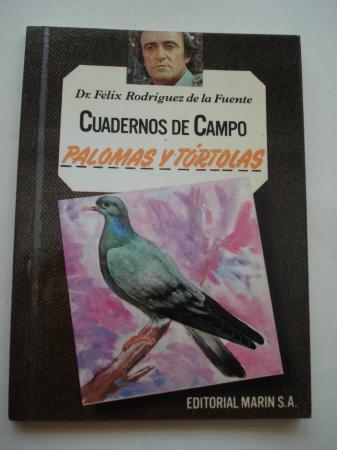 Dr. Félix Rodríguez de la Fuente
CUADERNOS DE CAMPO
PALOMAS Y TÓRTOLAS
EDITORIAL MARIN S.A.